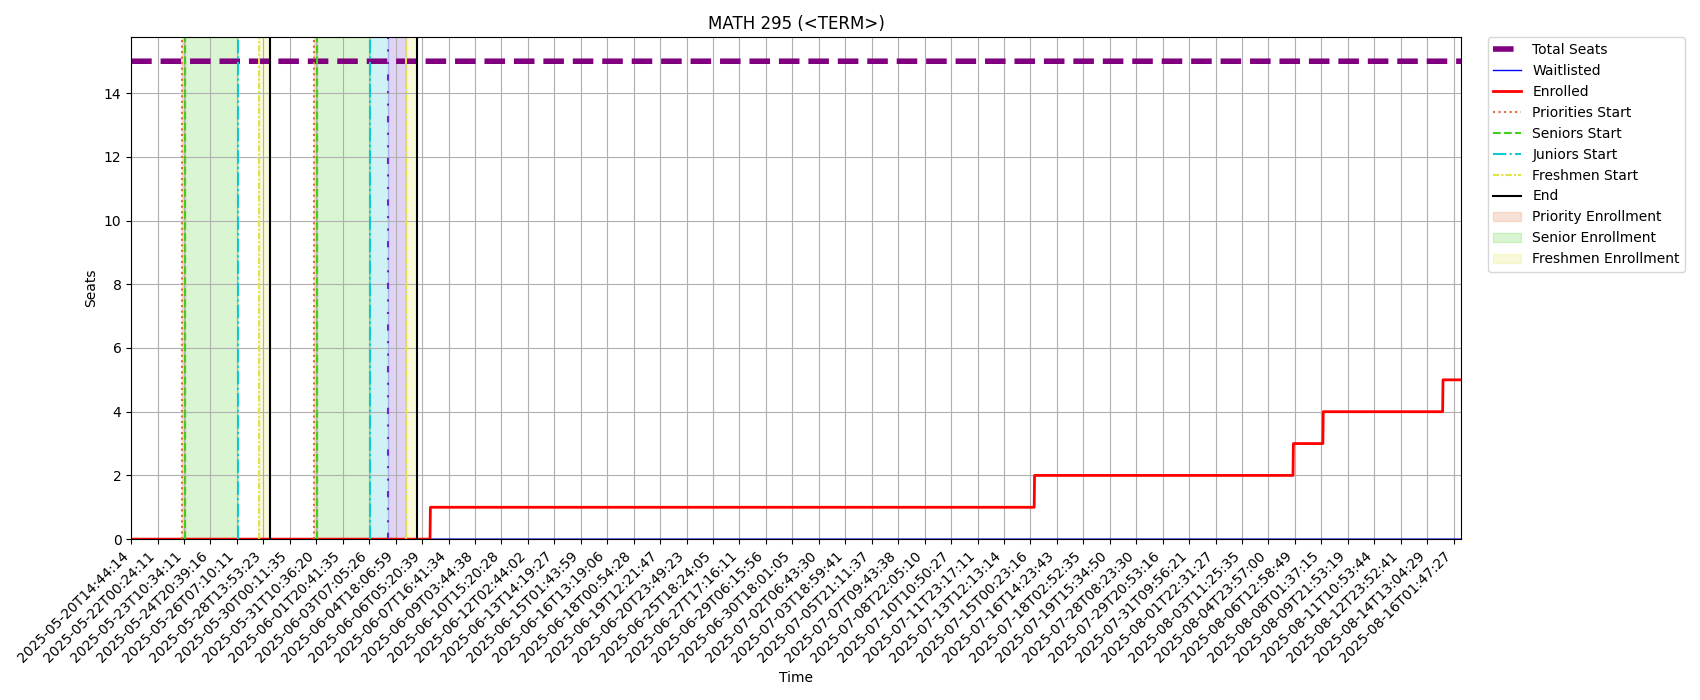 MATH 295 (<TERM>)
Total Seats
Waitlisted
Enrolled
Priorities Start
Seniors Start
Juniors Start
Freshmen Start
End
Priority Enrollment
Senior Enrollment
Freshmen Enrollment
Seats
14
12
10
8
6
4
2
0
2025-05-20T14:44:14
2025-05-22T00:24:11
2025-05-23T10:34:11
2025-05-24T20:39:16
2025-05-26T07:10:11
2025-05-28T13:53:23
2025-05-30T00:11:35
2025-05-31T10:36:20
2025-06-01T20:41:35
2025-06-03T07:05:26
2025-06-04T18:06:59
2025-06-06T05:20:39
2025-06-07T16:41:34
2025-06-09T03:44:38
2025-06-10T15:20:28
2025-06-12T02:44:02
2025-06-13T14:19:27
2025-06-15T01:43:59
2025-06-16T13:19:06
2025-06-18T00:54:28
2025-06-19T12:21:47
2025-06-20T23:49:23
2025-06-25T18:24:05
2025-06-27T17:16:11
2025-06-29T06:15:56
2025-06-30T18:01:05
2025-07-02T06:43:30
2025-07-03T18:59:41
2025-07-05T21:11:37
2025-07-07T09:43:38
2025-07-08T22:05:10
2025-07-10T10:50:27
2025-07-11T23:17:11
2025-07-13T12:13:14
2025-07-15T00:23:16
2025-07-16T14:23:43
2025-07-18T02:52:35
2025-07-19T15:34:50
2025-07-28T08:23:30
2025-07-29T20:53:16
2025-07-31T09:56:21
2025-08-01T22:31:27
2025-08-03T11:25:35
2025-08-04T23:57:00
2025-08-06T12:58:49
2025-08-08T01:37:15
2025-08-09T21:53:19
2025-08-11T10:53:44
2025-08-12T23:52:41
2025-08-14T13:04:29
2025-08-16T01:47:27
Time